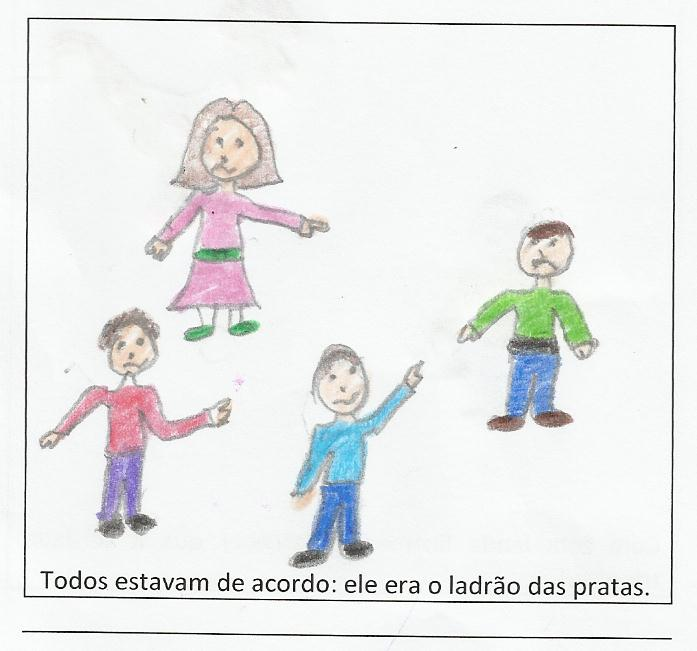 Todos estavam de acordo: ele era o ladrão das pratas.